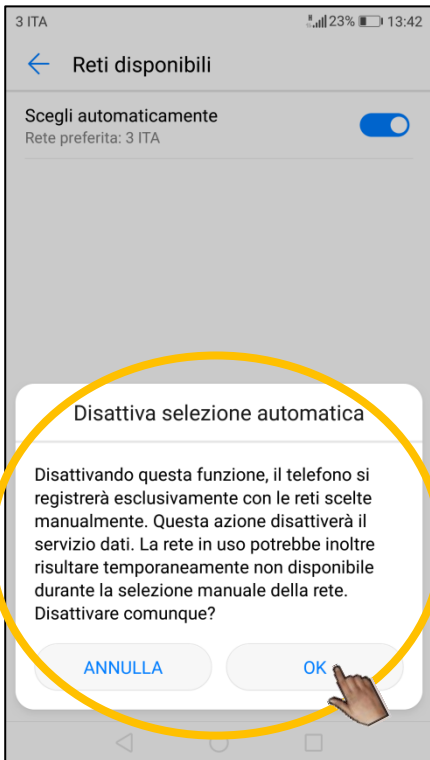 3 ITA 23% 13:42
Reti disponibili
Scegli automaticamente
Rete preferita: 3 ITA
Disattiva selezione automatica
Disattivando questa funzione, il telefono si
registrerà esclusivamente con le reti scelte
manualmente. Questa azione disattiverà il
servizio dati. La rete in uso potrebbe inoltre
risultare temporaneamente non disponibile
durante la selezione manuale della rete.
Disattivare comunque?
ANNULLA OK